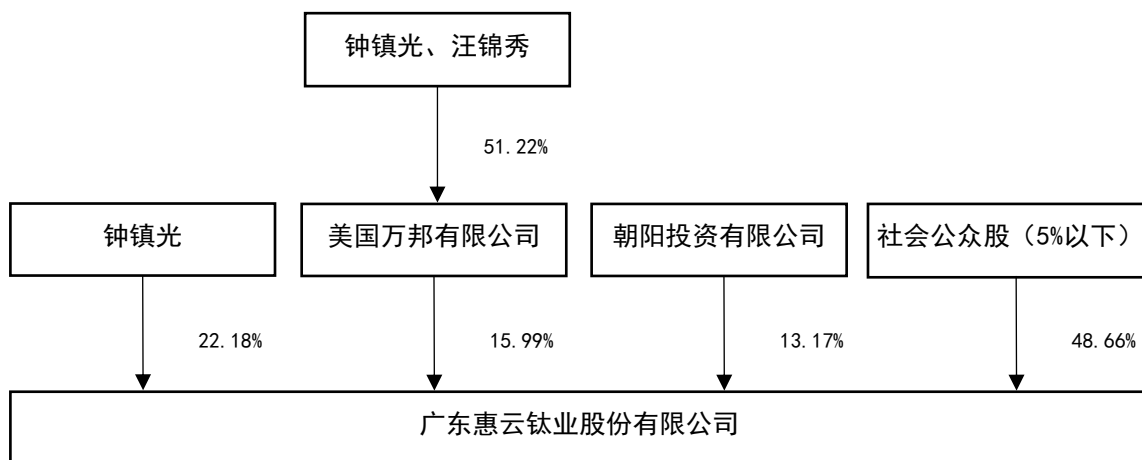 钟镇光、汪锦秀
51.22%
钟镇光
美国万邦有限公司
朝阳投资有限公司
社会公众股（5%以下）
22.18%
15.99%
13.17%
48.66%
广东惠云钛业股份有限公司